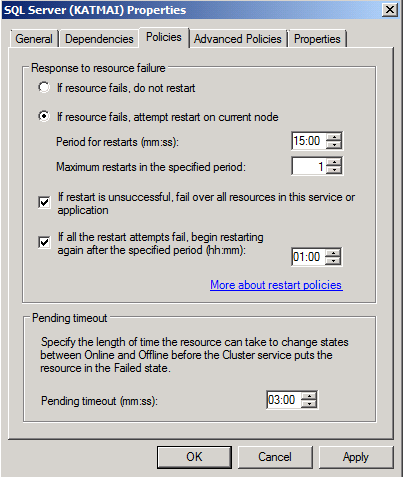 SQL Server (KATMAI) Properties
General Dependencies Policies Advanced Policies Properties
Response to resource failure
If resource fails, do not restart
If resource fails, attempt restart on current node
Period for restarts (mm:ss): 15:00
Maximum restarts in the specified period: 1
If restart is unsuccessful, fail over all resources in this service or
application
If all the restart attempts fail, begin restarting
again after the specified period (hh:mm): 01:00
More about restart policies
Pending timeout
Specify the length of time the resource can take to change states
between Online and Offline before the Cluster service puts the
resource in the Failed state.
Pending timeout (mm:ss): 03:00
OK Cancel Apply